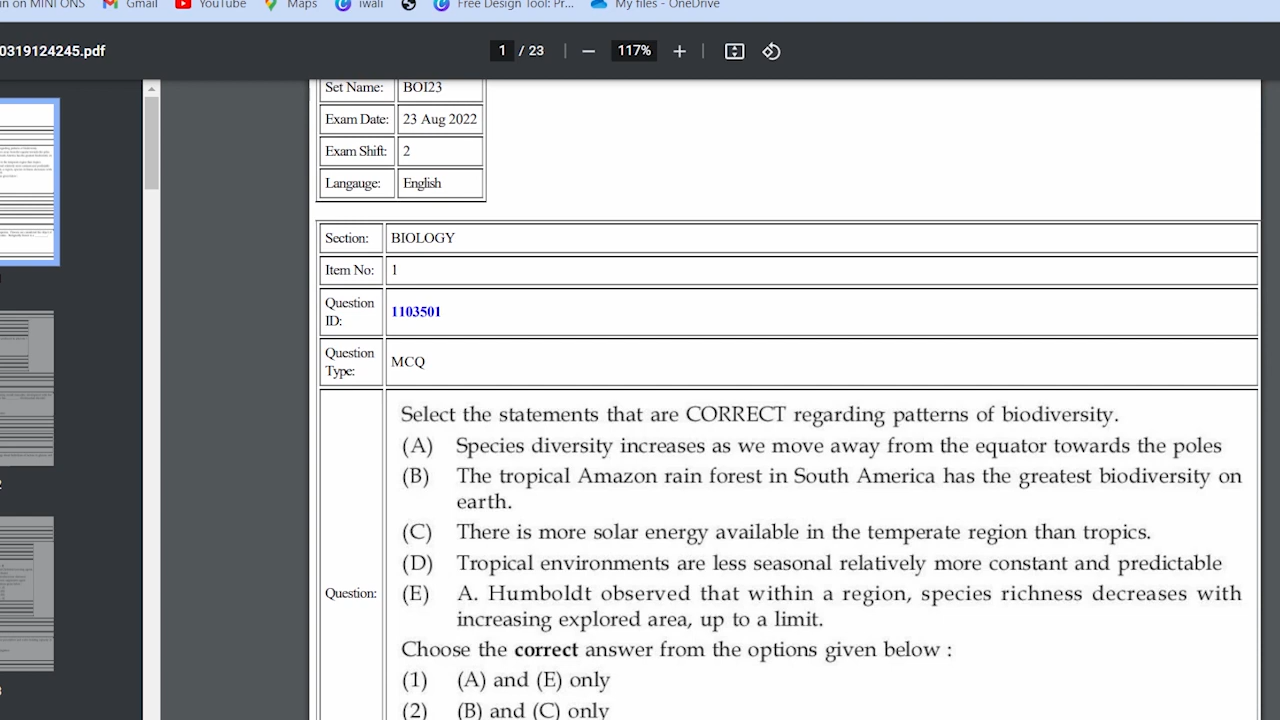 in on MINI ONS Gmail YouTube Maps iwali Free Design Tool: Pr... My files - OneDrive
0319124245.pdf 1 / 23 117%
Set Name: BOI23
Exam Date: 23 Aug 2022
Exam Shift: 2
Langauge: English
Section: BIOLOGY
Item No: 1
Question ID: 1103501
Question Type: MCQ
Question:
Select the statements that are CORRECT regarding patterns of biodiversity.
(A) Species diversity increases as we move away from the equator towards the poles
(B) The tropical Amazon rain forest in South America has the greatest biodiversity on
earth.
(C) There is more solar energy available in the temperate region than tropics.
(D) Tropical environments are less seasonal relatively more constant and predictable
(E) A. Humboldt observed that within a region, species richness decreases with
increasing explored area, up to a limit.
Choose the correct answer from the options given below :
(1) (A) and (E) only
(2) (B) and (C) only